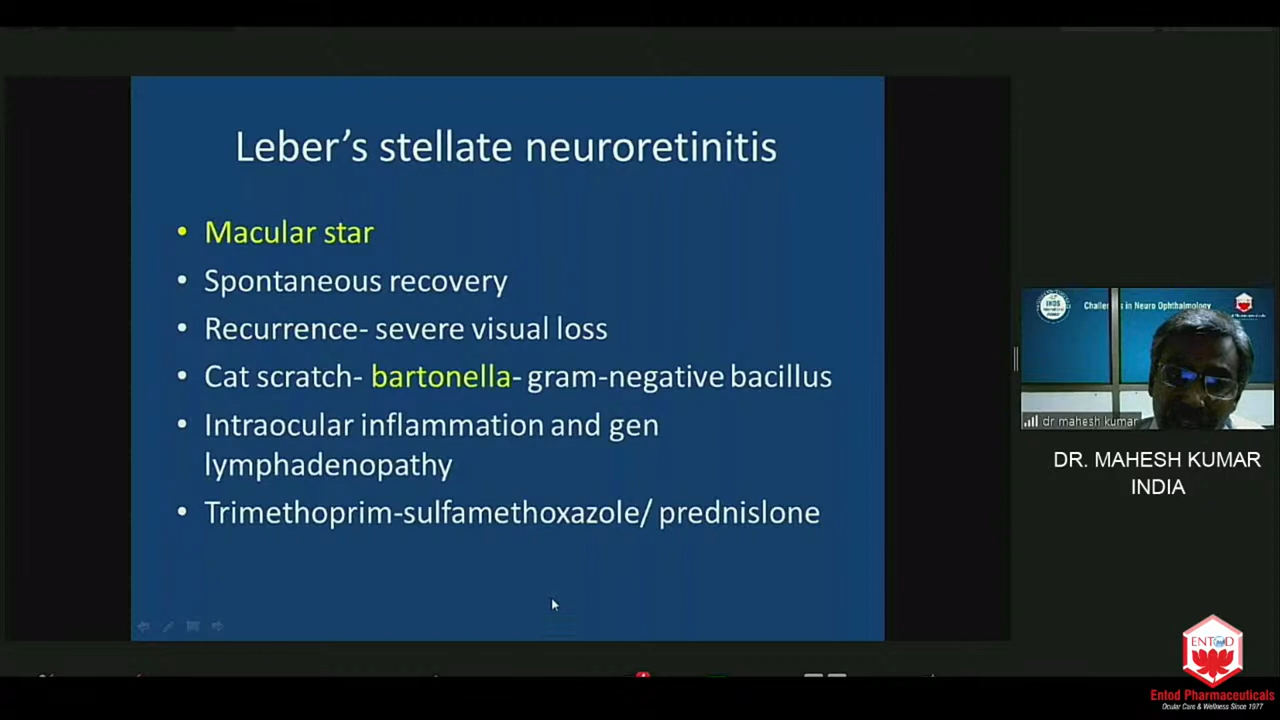 Leber's stellate neuroretinitis
• Macular star
• Spontaneous recovery
• Recurrence- severe visual loss
• Cat scratch- bartonella- gram-negative bacillus
• Intraocular inflammation and gen
lymphadenopathy
• Trimethoprim-sulfamethoxazole/ prednislone
Challe s in Neuro Ophthalmology
dr mahesh kumar
DR. MAHESH KUMAR
INDIA
ENTOD
Entod Pharmaceuticals
Ocular Care & Wellness Since 1977